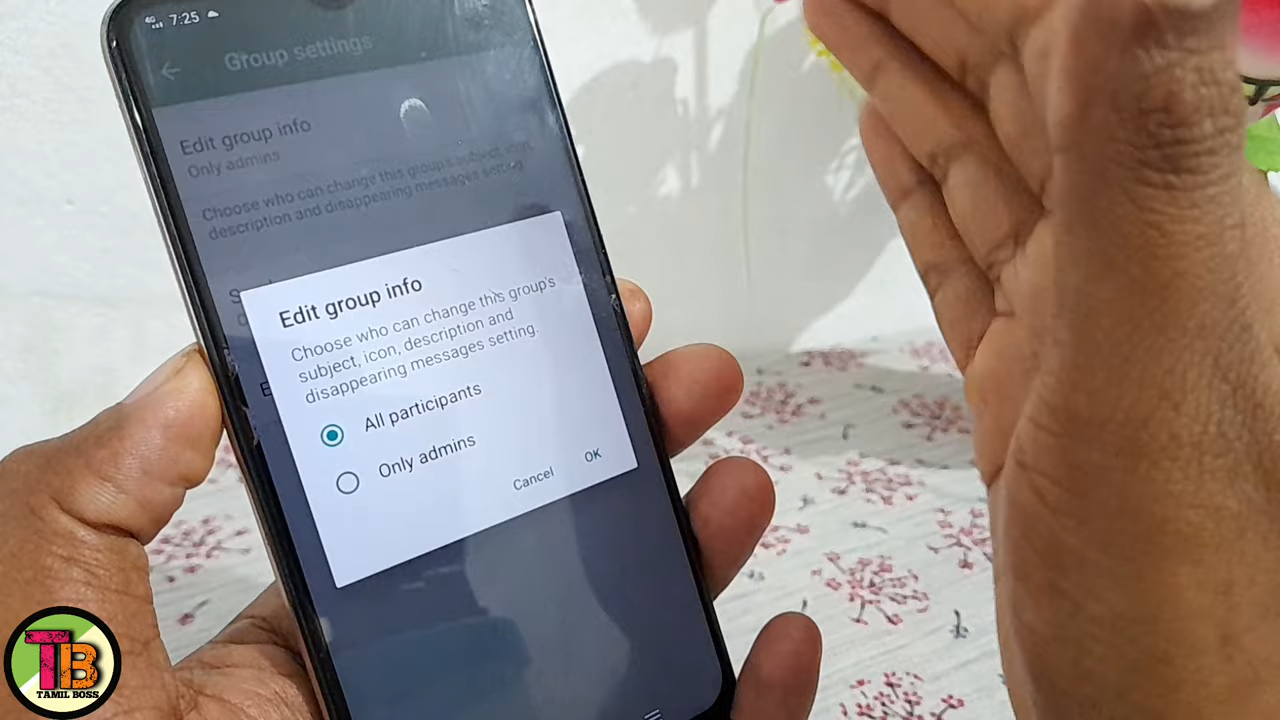 4G 7:25
Group settings
Edit group info
Only admins
Choose who can change this group's subject, icon,
description and disappearing messages setting.
Edit group info
Choose who can change this group's
subject, icon, description and
disappearing messages setting.
All participants
Only admins
Cancel OK
TB
TAMIL BOSS